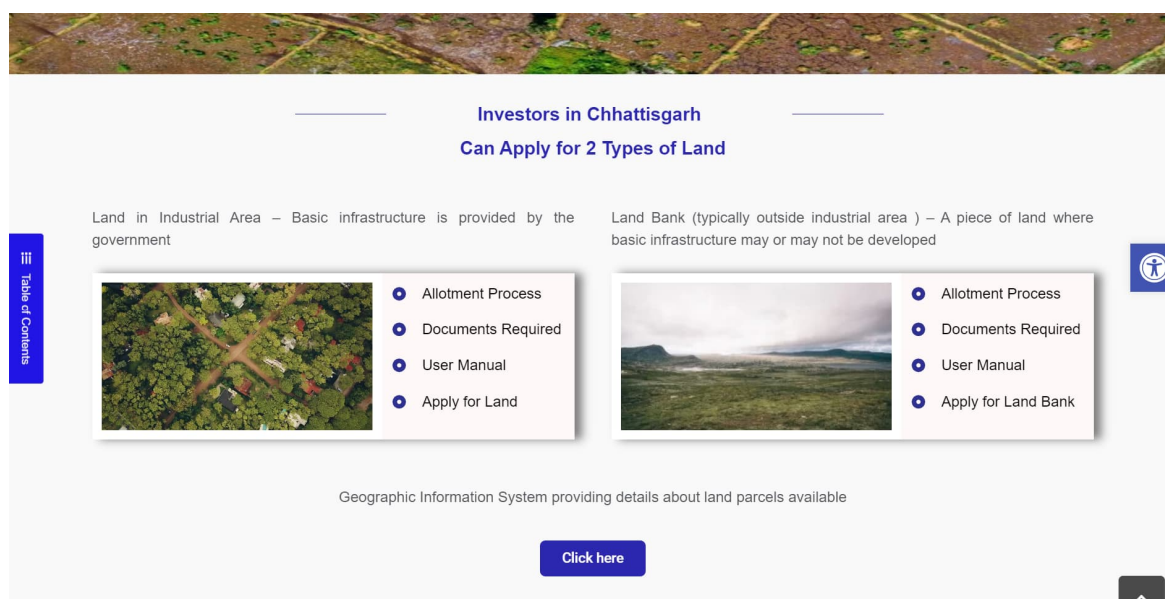 Investors in Chhattisgarh
Can Apply for 2 Types of Land
Land in Industrial Area – Basic infrastructure is provided by the
government
Land Bank (typically outside industrial area ) – A piece of land where
basic infrastructure may or may not be developed
Table of Contents
Allotment Process
Documents Required
User Manual
Apply for Land
Allotment Process
Documents Required
User Manual
Apply for Land Bank
Geographic Information System providing details about land parcels available
Click here